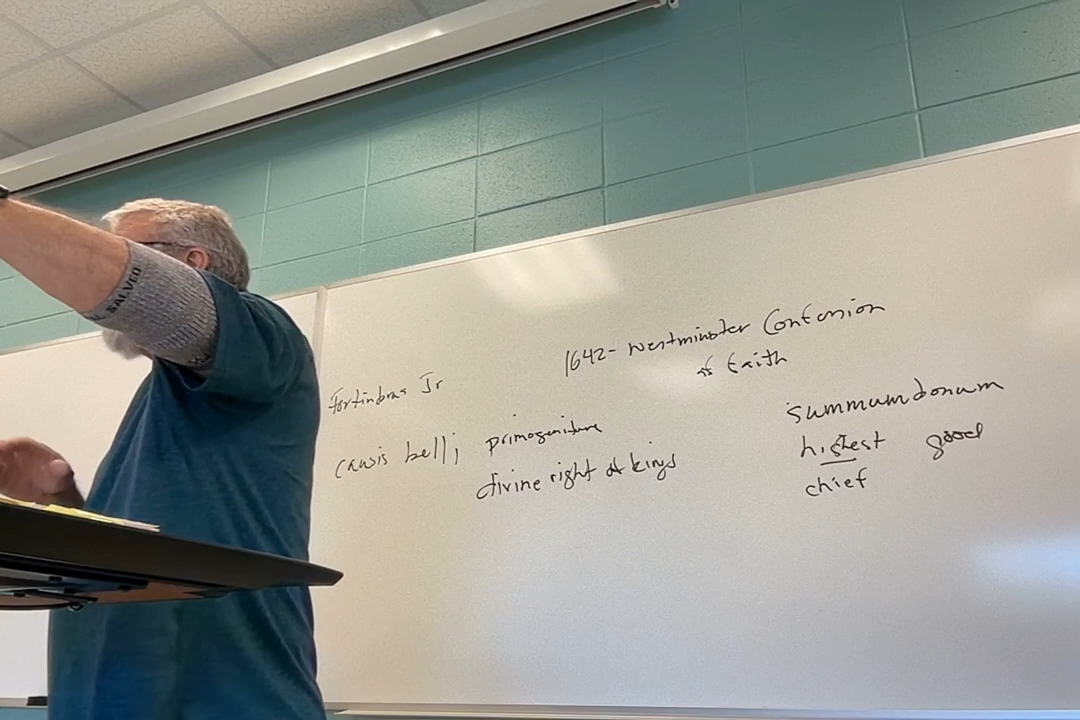 SALVED
1642- Westminster Confession
of Faith
Fortinbras Jr
summum bonum
causis belli
primogeniture
highest good
divine right of kings
chief